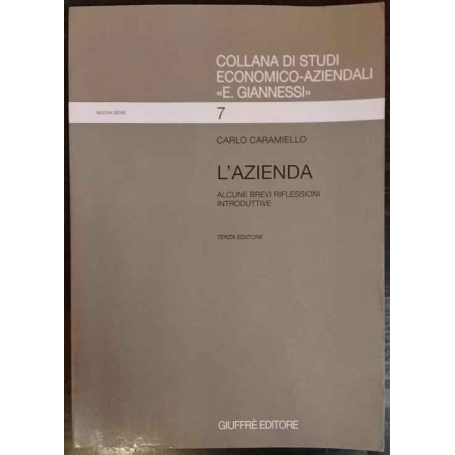 COLLANA DI STUDI
ECONOMICO-AZIENDALI
«E. GIANNESSI»
NUOVA SERIE
7
CARLO CARAMIELLO
L'AZIENDA
ALCUNE BREVI RIFLESSIONI
INTRODUTTIVE
TERZA EDIZIONE
GIUFFRÈ EDITORE